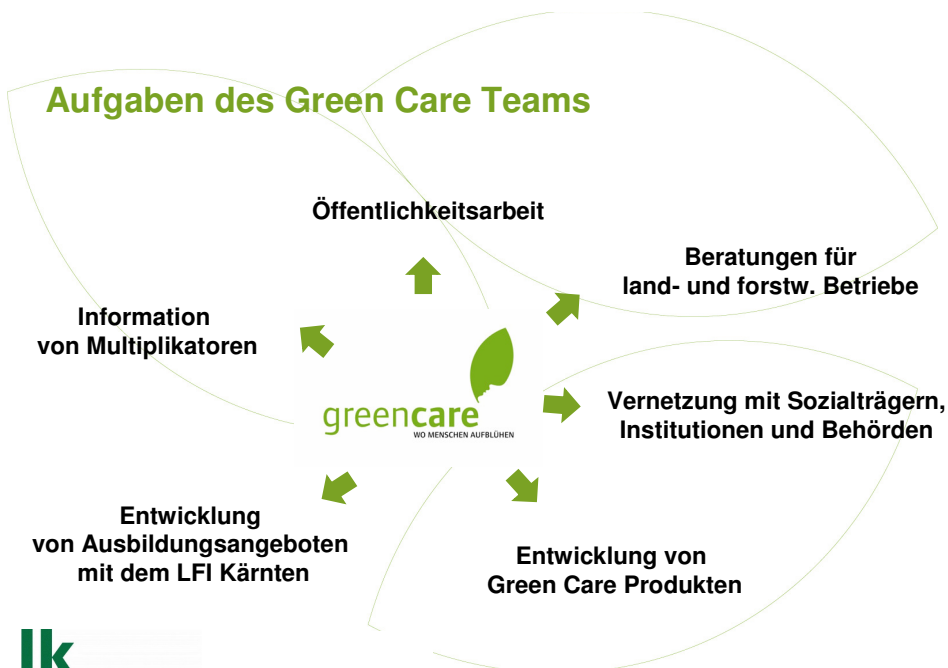 Aufgaben des Green Care Teams
Öffentlichkeitsarbeit
Beratungen für
land- und forstw. Betriebe
Information
von Multiplikatoren
greencare
WO MENSCHEN AUFBLÜHEN
Vernetzung mit Sozialträgern,
Institutionen und Behörden
Entwicklung
von Ausbildungsangeboten
mit dem LFI Kärnten
Entwicklung von
Green Care Produkten
lk